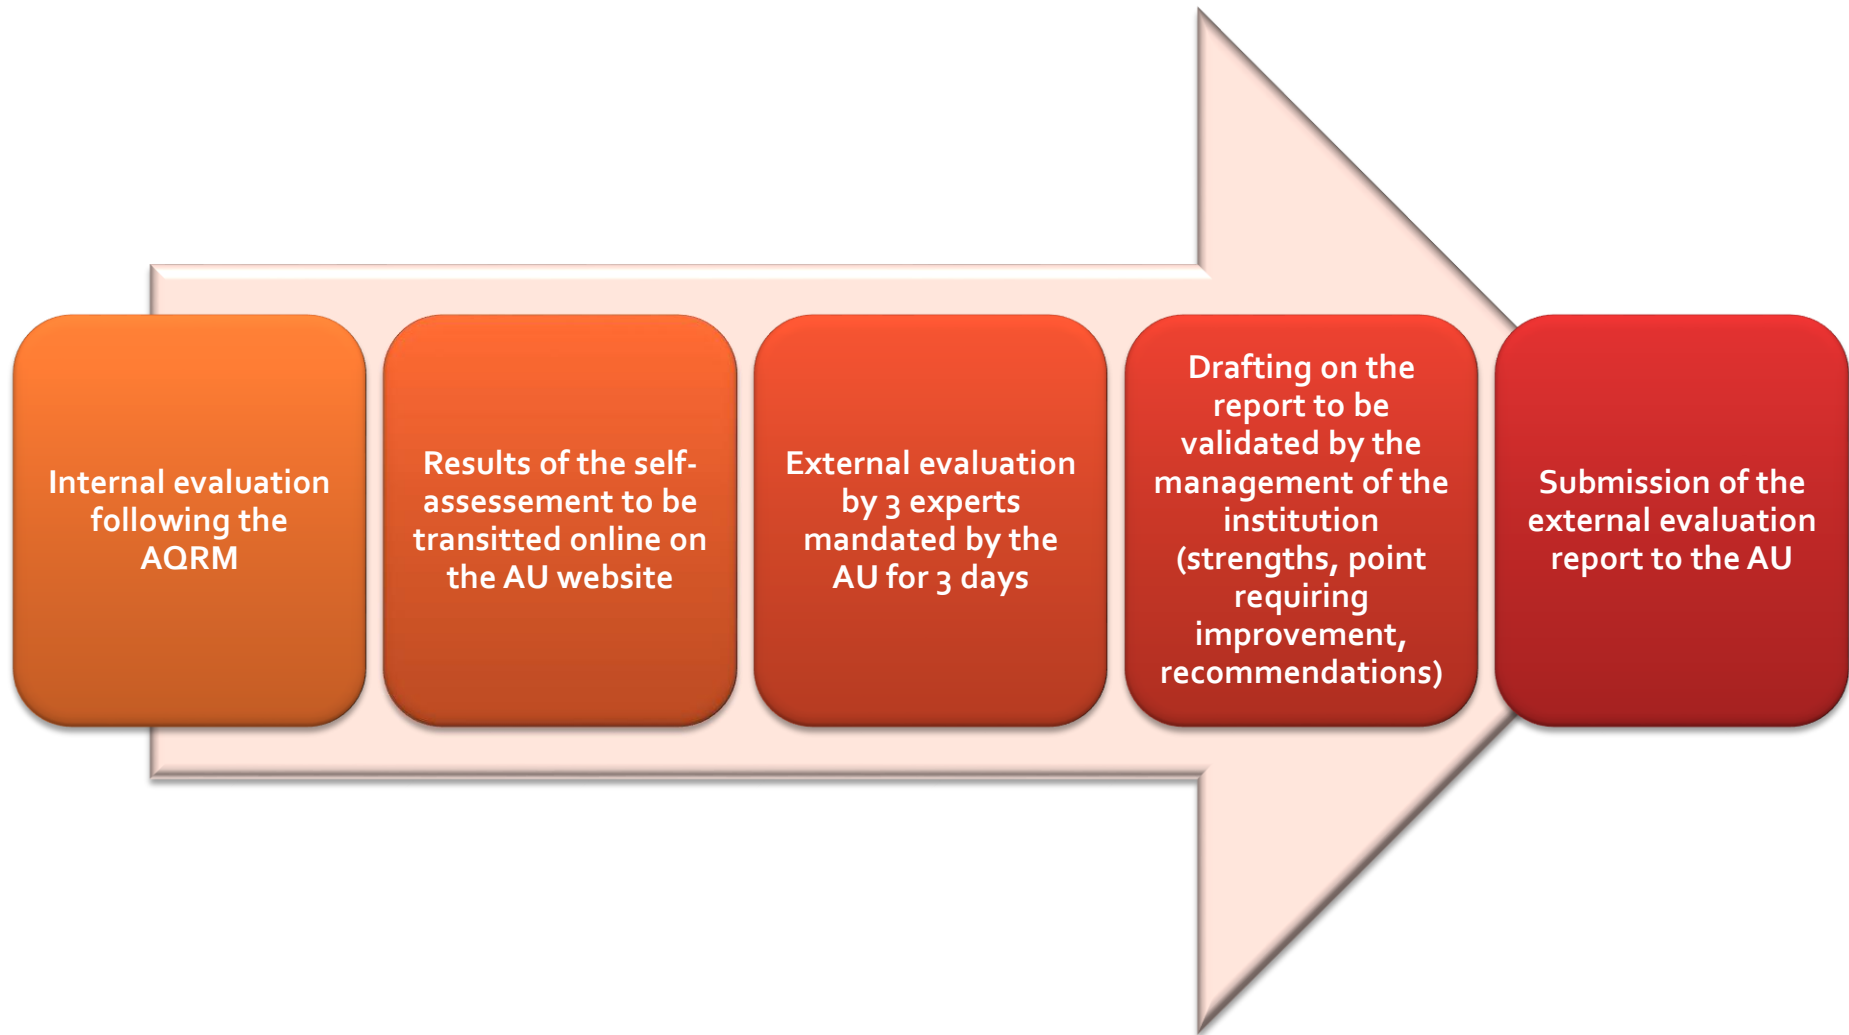 Internal evaluation
following the
AQRM
Results of the self-
assessement to be
transitted online on
the AU website
External evaluation
by 3 experts
mandated by the
AU for 3 days
Drafting on the
report to be
validated by the
management of the
institution
(strengths, point
requiring
improvement,
recommendations)
Submission of the
external evaluation
report to the AU